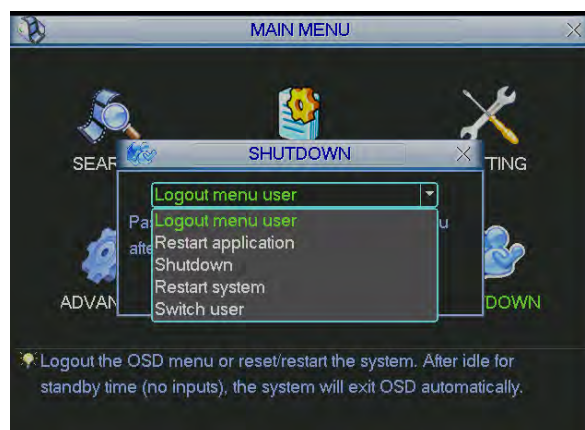 MAIN MENU
SHUTDOWN
SEAR
TING
Logout menu user
Pa
u
Logout menu user
afte
Restart application
Shutdown
Restart system
Switch user
ADVAN
DOWN
Logout the OSD menu or reset/restart the system. After idle for
standby time (no inputs), the system will exit OSD automatically.